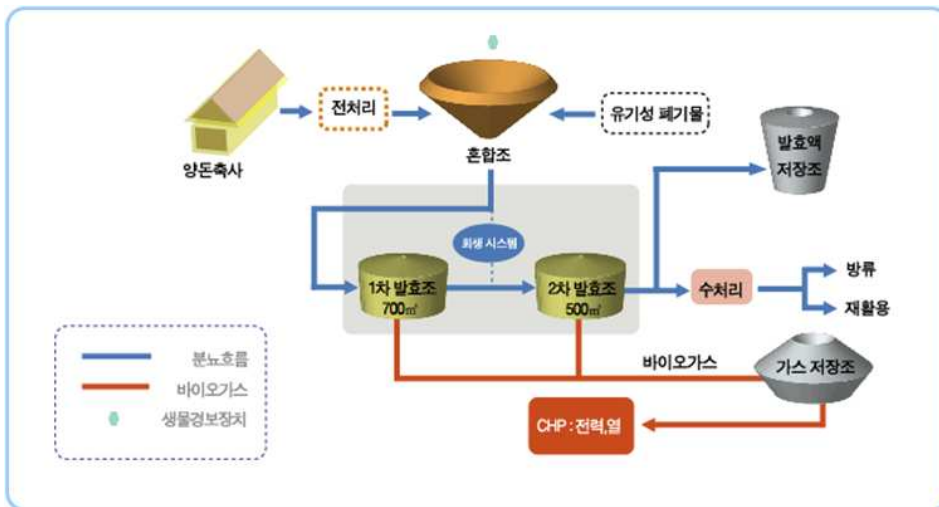 전처리
유기성 폐기물
양돈축사
혼합조
발효액
저장조
회생 시스템
1차 발효조
700㎥
2차 발효조
500㎥
수처리
방류
재활용
바이오가스
가스 저장조
CHP : 전력,열
분뇨흐름
바이오가스
생물경보장치